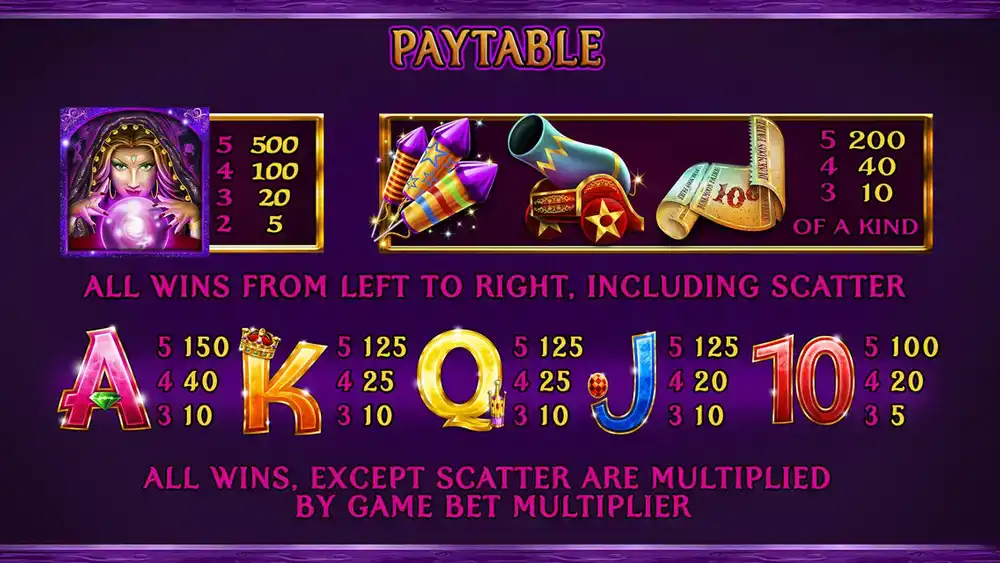 PAYTABLE
5 500
4 100
3 20
2 5
100
5 200
4 40
3 10
OF A KIND
ALL WINS FROM LEFT TO RIGHT, INCLUDING SCATTER
A 5 150
4 40
3 10
K 5 125
4 25
3 10
Q 5 125
4 25
3 10
J 5 125
4 20
3 10
10 5 100
4 20
3 5
ALL WINS, EXCEPT SCATTER ARE MULTIPLIED
BY GAME BET MULTIPLIER